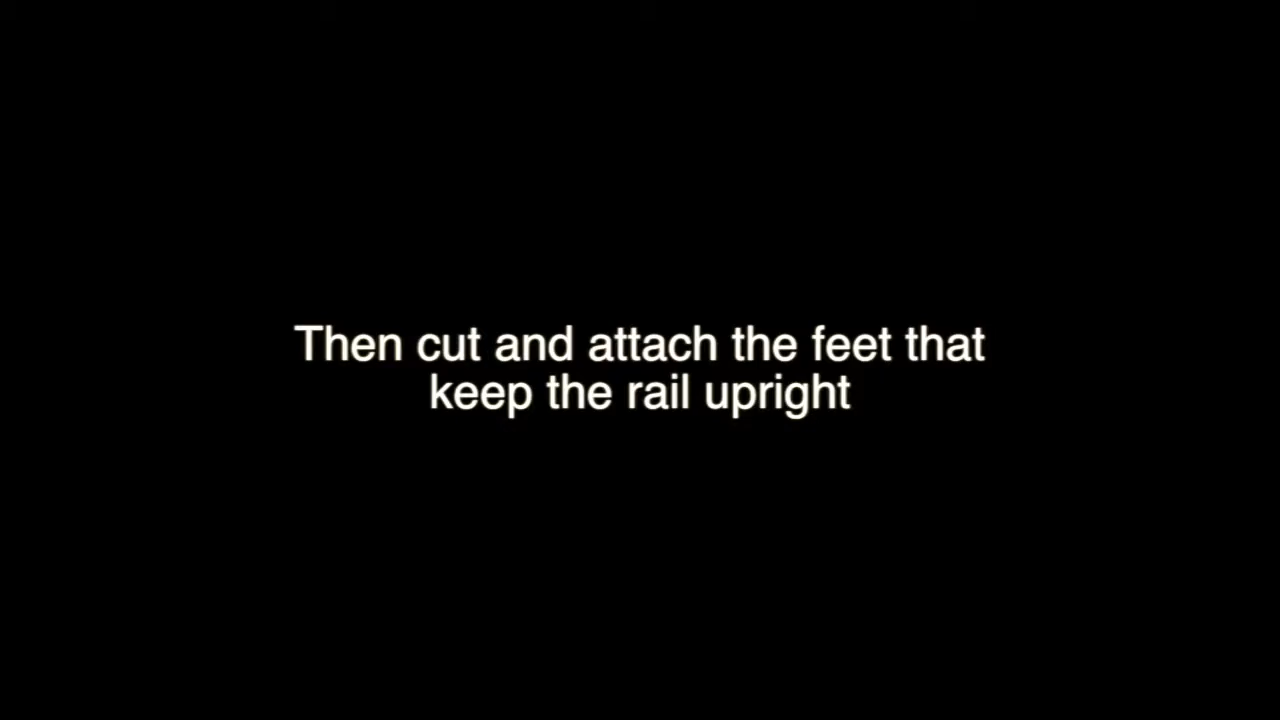 Then cut and attach the feet that
keep the rail upright